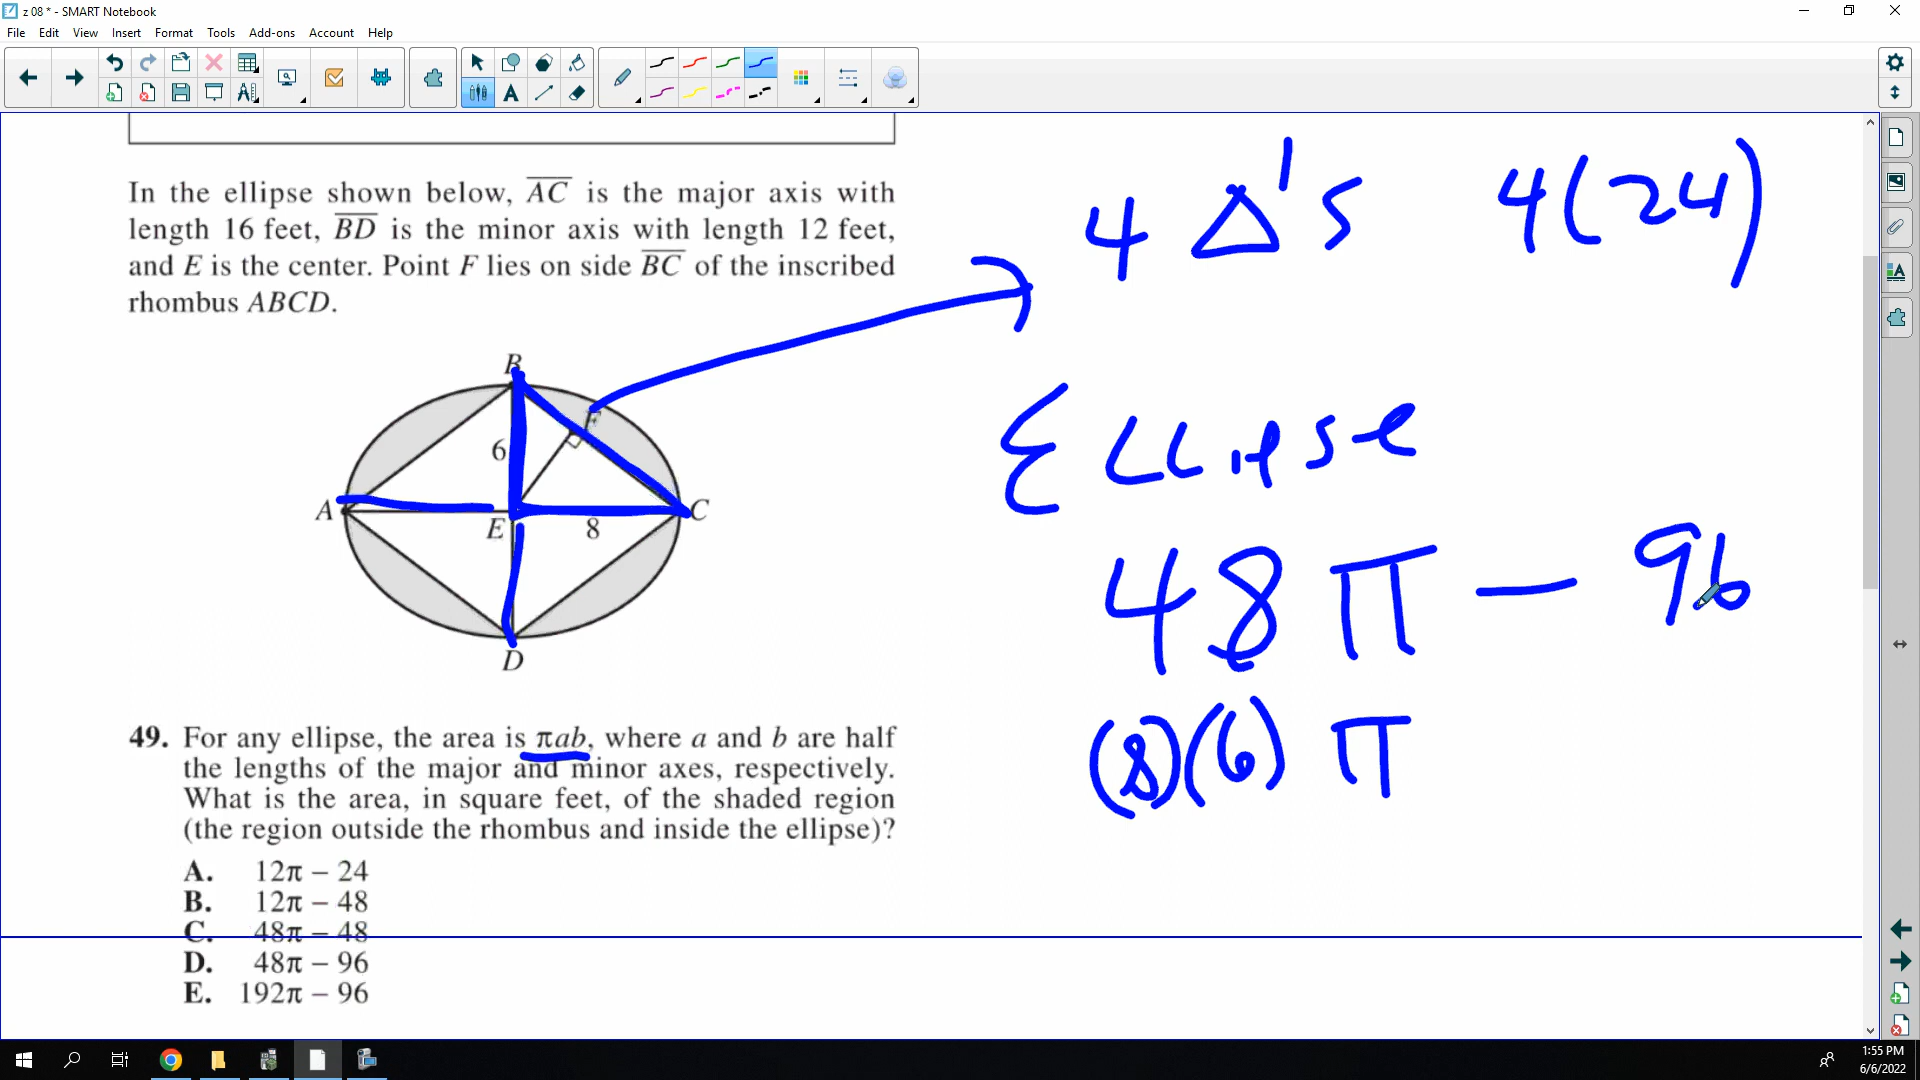 z 08 * - SMART Notebook
File Edit View Insert Format Tools Add-ons Account Help
In the ellipse shown below, AC is the major axis with
length 16 feet, BD is the minor axis with length 12 feet,
and E is the center. Point F lies on side BC of the inscribed
rhombus ABCD.
B
F
6
A
E
8
C
D
4 Δ's 4(24)
Ellipse
48 π — 96
(8)(6) π
49. For any ellipse, the area is πab, where a and b are half
the lengths of the major and minor axes, respectively.
What is the area, in square feet, of the shaded region
(the region outside the rhombus and inside the ellipse)?
A. 12π – 24
B. 12π – 48
C. 48π – 48
D. 48π – 96
E. 192π – 96
1:55 PM
6/6/2022